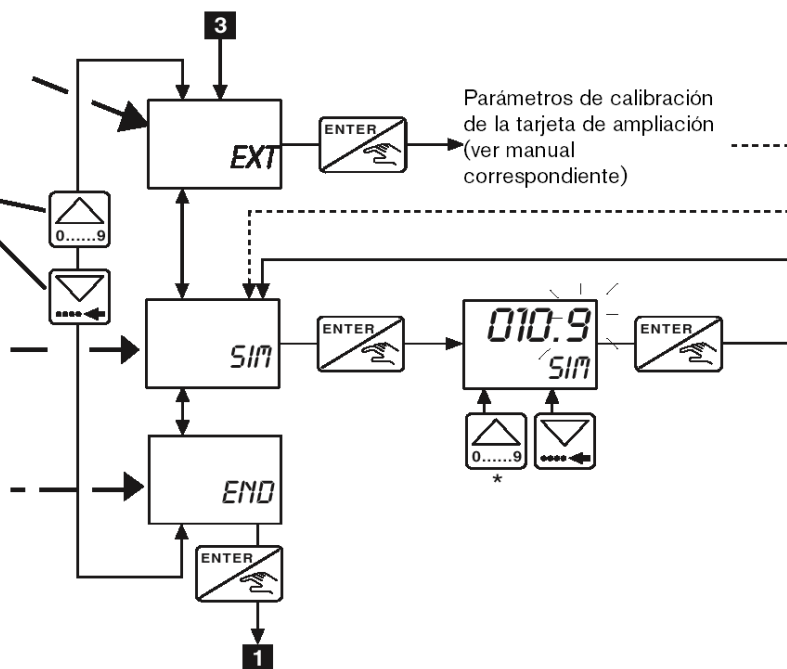 3
EXT
ENTER
Parámetros de calibración
de la tarjeta de ampliación
(ver manual
correspondiente)
0......9
SIM
ENTER
010.9
SIM
ENTER
0......9
*
END
ENTER
1